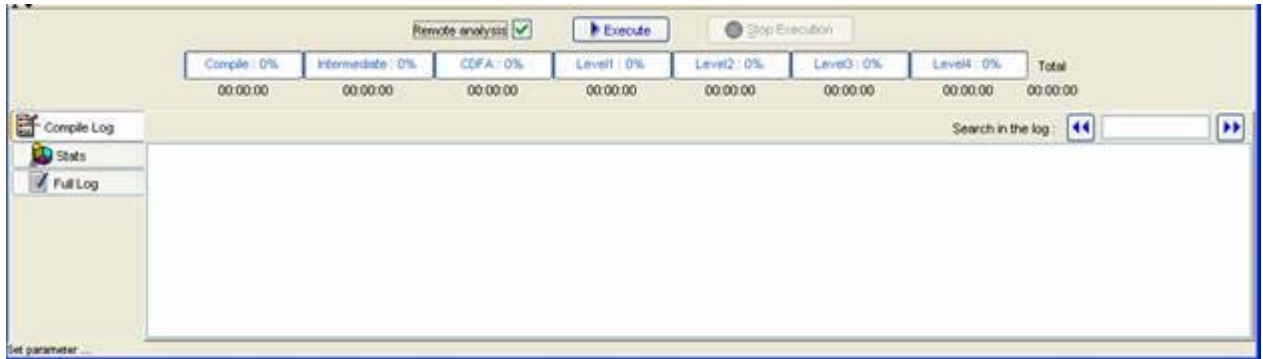 Remote analysis Execute Stop Execution
Compile : 0% Intermediate : 0% CDFA : 0% Level1 : 0% Level2 : 0% Level3 : 0% Level4 : 0% Total
00:00:00 00:00:00 00:00:00 00:00:00 00:00:00 00:00:00 00:00:00 00:00:00
Compile Log Search in the log :
Stats
Full Log
Set parameter ...